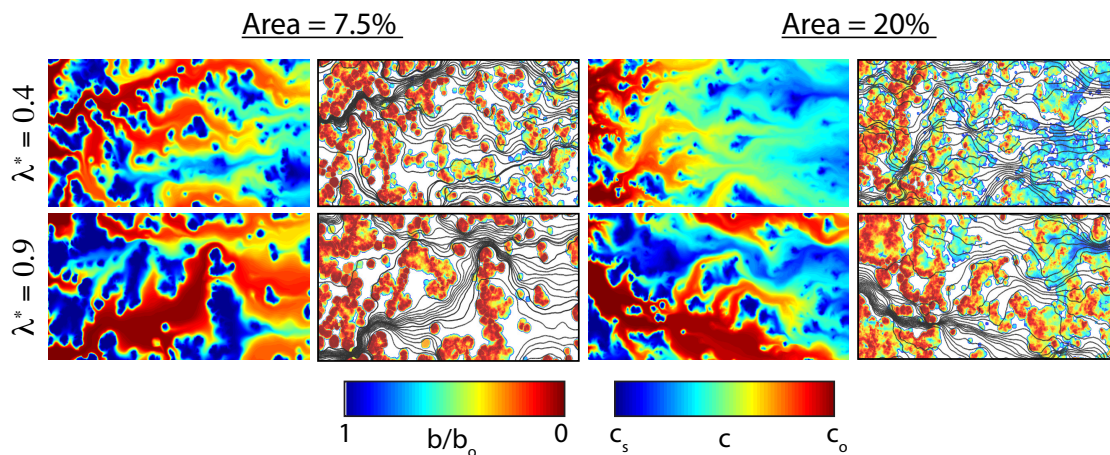 Area = 7.5%
Area = 20%
λ* = 0.4
λ* = 0.9
1 b/bₒ 0
cₛ c cₒ